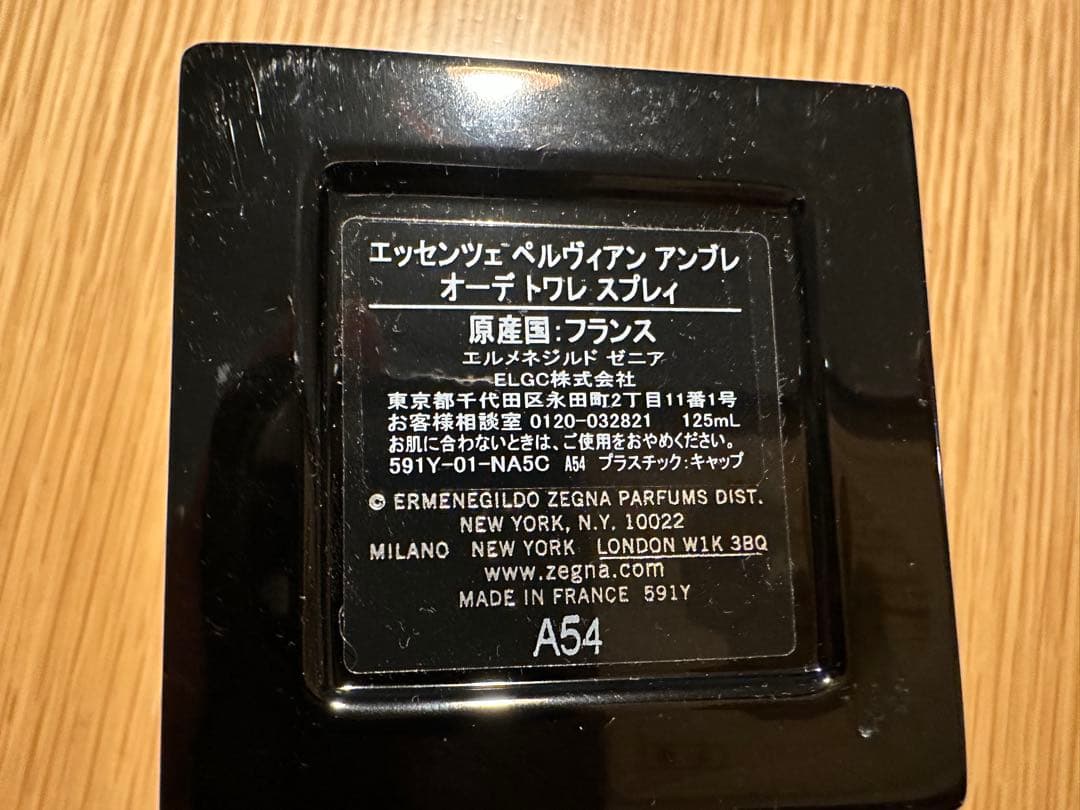 エッセンツェ ペルヴィアン アンブレ
オーデ トワレ スプレィ
原産国:フランス
エルメネジルド ゼニア
ELGC株式会社
東京都千代田区永田町2丁目11番1号
お客様相談室 0120-032821 125mL
お肌に合わないときは、ご使用をおやめください。
591Y-01-NA5C A54 プラスチック:キャップ
© ERMENEGILDO ZEGNA PARFUMS DIST.
NEW YORK, N.Y. 10022
MILANO NEW YORK LONDON W1K 3BQ
www.zegna.com
MADE IN FRANCE 591Y
A54